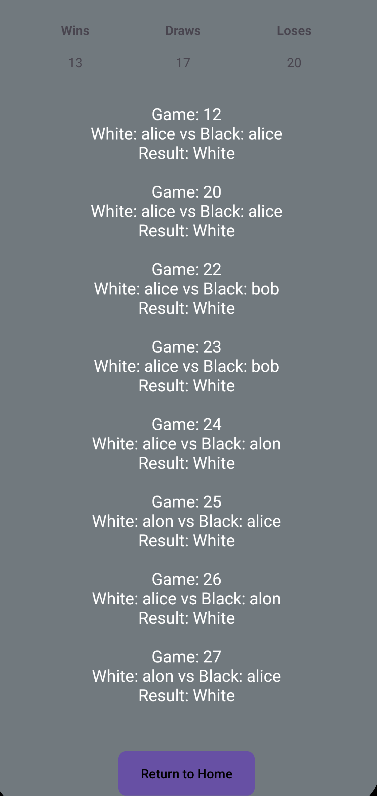 Wins Draws Loses
13 17 20
Game: 12
White: alice vs Black: alice
Result: White
Game: 20
White: alice vs Black: alice
Result: White
Game: 22
White: alice vs Black: bob
Result: White
Game: 23
White: alice vs Black: bob
Result: White
Game: 24
White: alice vs Black: alon
Result: White
Game: 25
White: alon vs Black: alice
Result: White
Game: 26
White: alice vs Black: alon
Result: White
Game: 27
White: alon vs Black: alice
Result: White
Return to Home